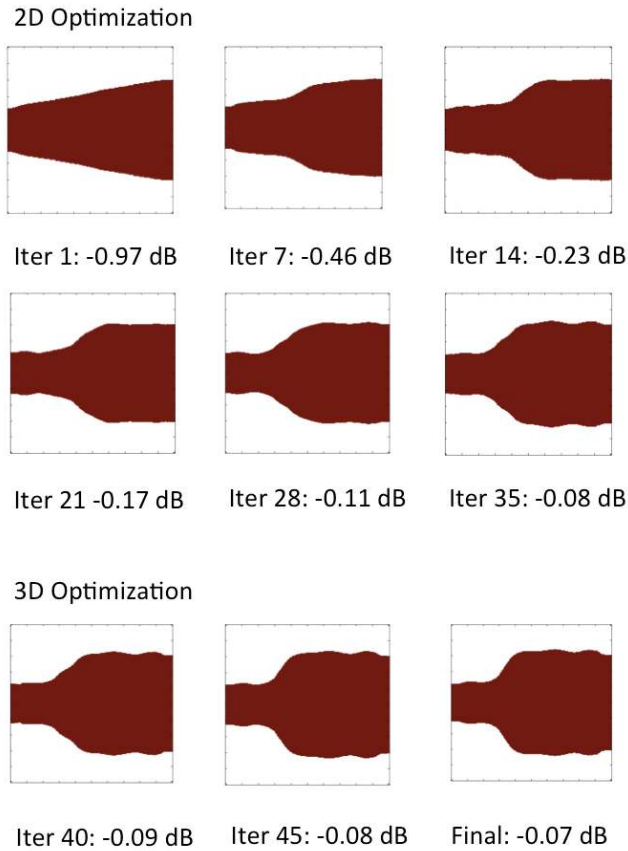 2D Optimization
Iter 1: -0.97 dB
Iter 7: -0.46 dB
Iter 14: -0.23 dB
Iter 21 -0.17 dB
Iter 28: -0.11 dB
Iter 35: -0.08 dB
3D Optimization
Iter 40: -0.09 dB
Iter 45: -0.08 dB
Final: -0.07 dB